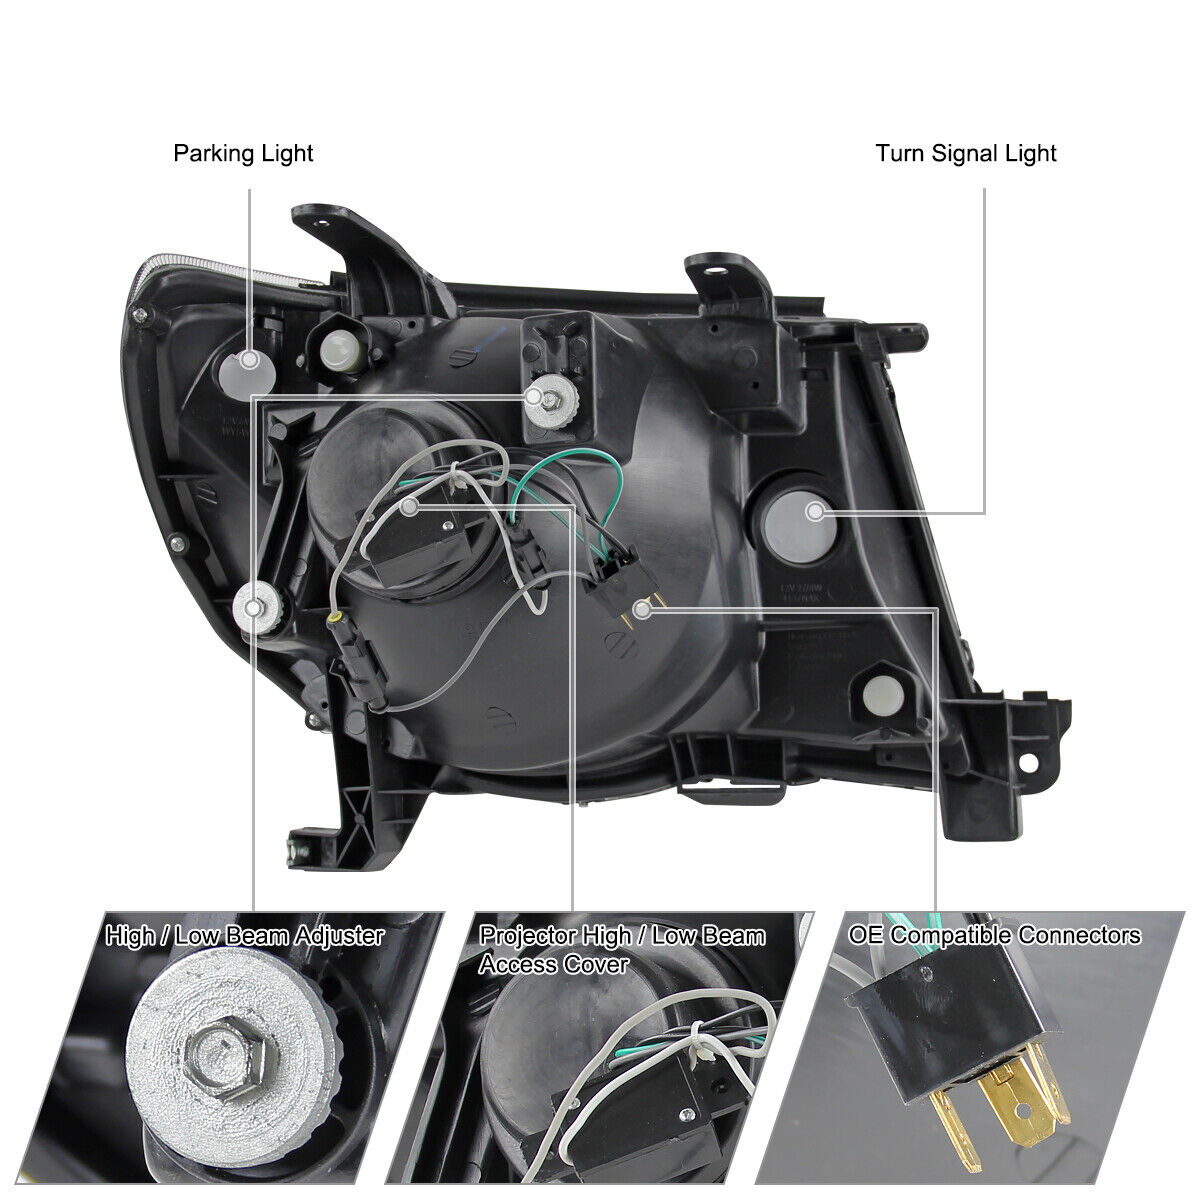 Parking Light
Turn Signal Light
High / Low Beam Adjuster
Projector High / Low Beam
Access Cover
OE Compatible Connectors